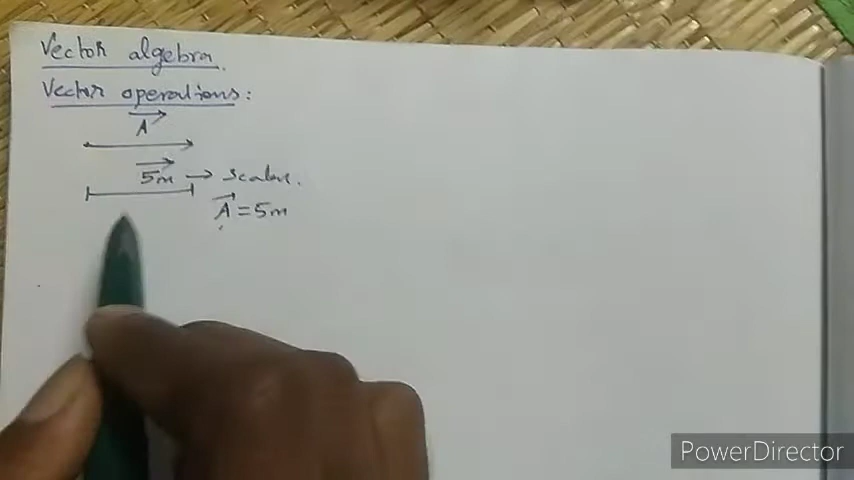 Vector algebra.
Vector operations:
A
5m → scalar.
A = 5m
PowerDirector